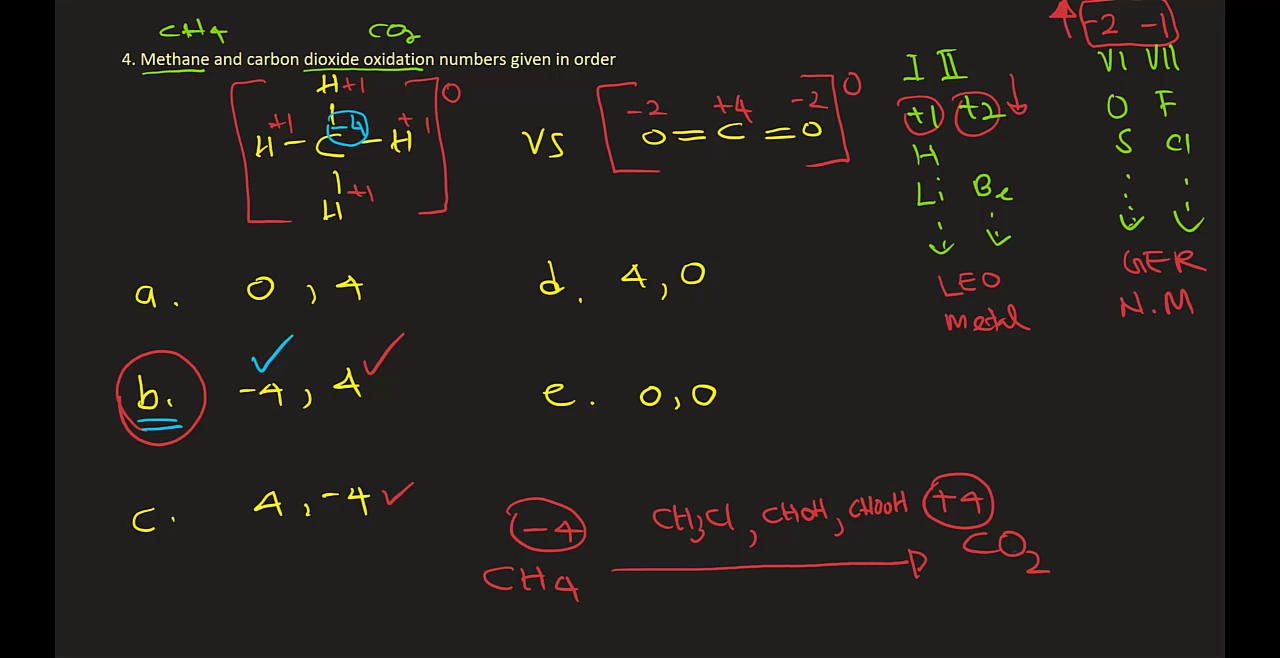 CH4 CO2
4. Methane and carbon dioxide oxidation numbers given in order
H +1 0
+1 -4 +1
H - C - H
H +1
vs
-2 +4 -2 0
O = C = O
I II
+1 +2
H
Li Be
LEO
Metal
-2 -1
VI VII
O F
S Cl
GER
N.M
a. 0, 4
b. -4, 4
c. 4, -4
d. 4, 0
e. 0, 0
-4 CH3Cl, CHOH, CHOOH +4
CH4 CO2